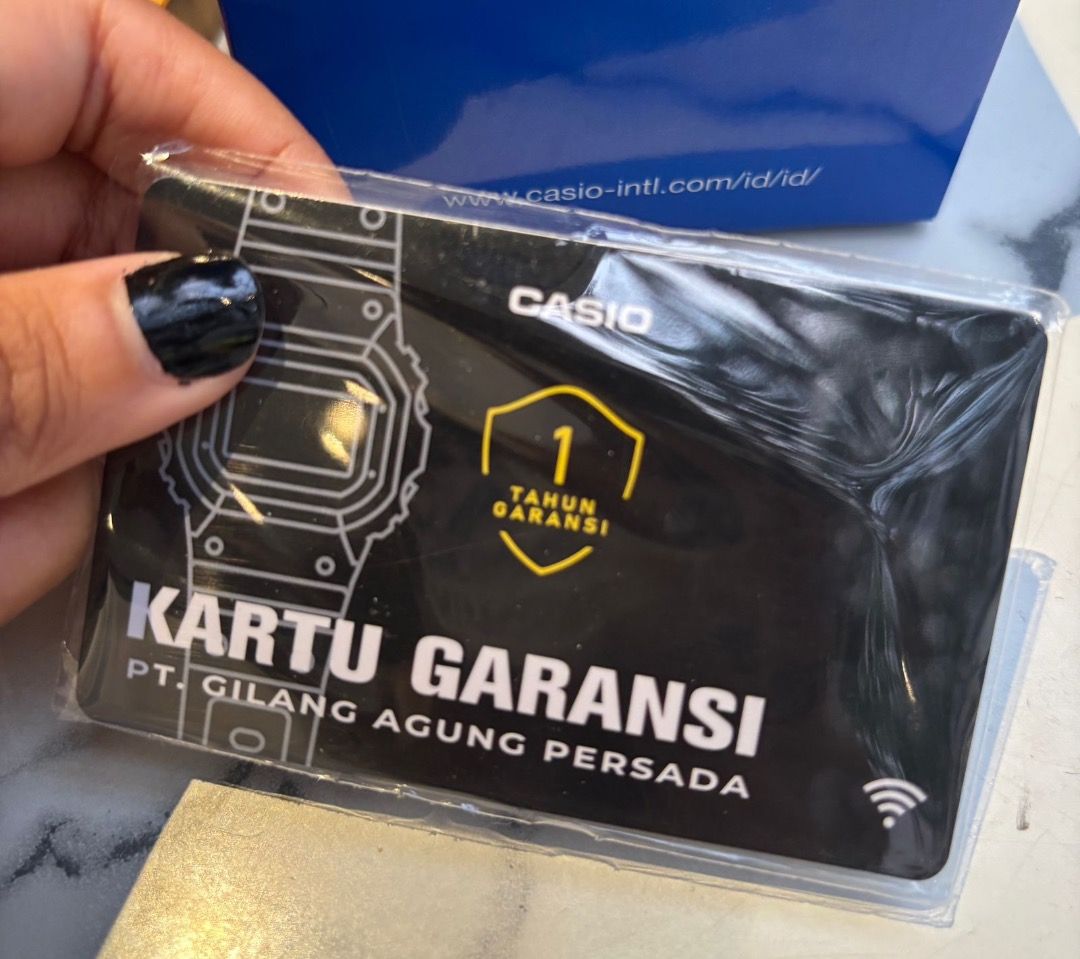 www.casio-intl.com/id/id/
CASIO
1
TAHUN
GARANSI
KARTU GARANSI
PT. GILANG AGUNG PERSADA